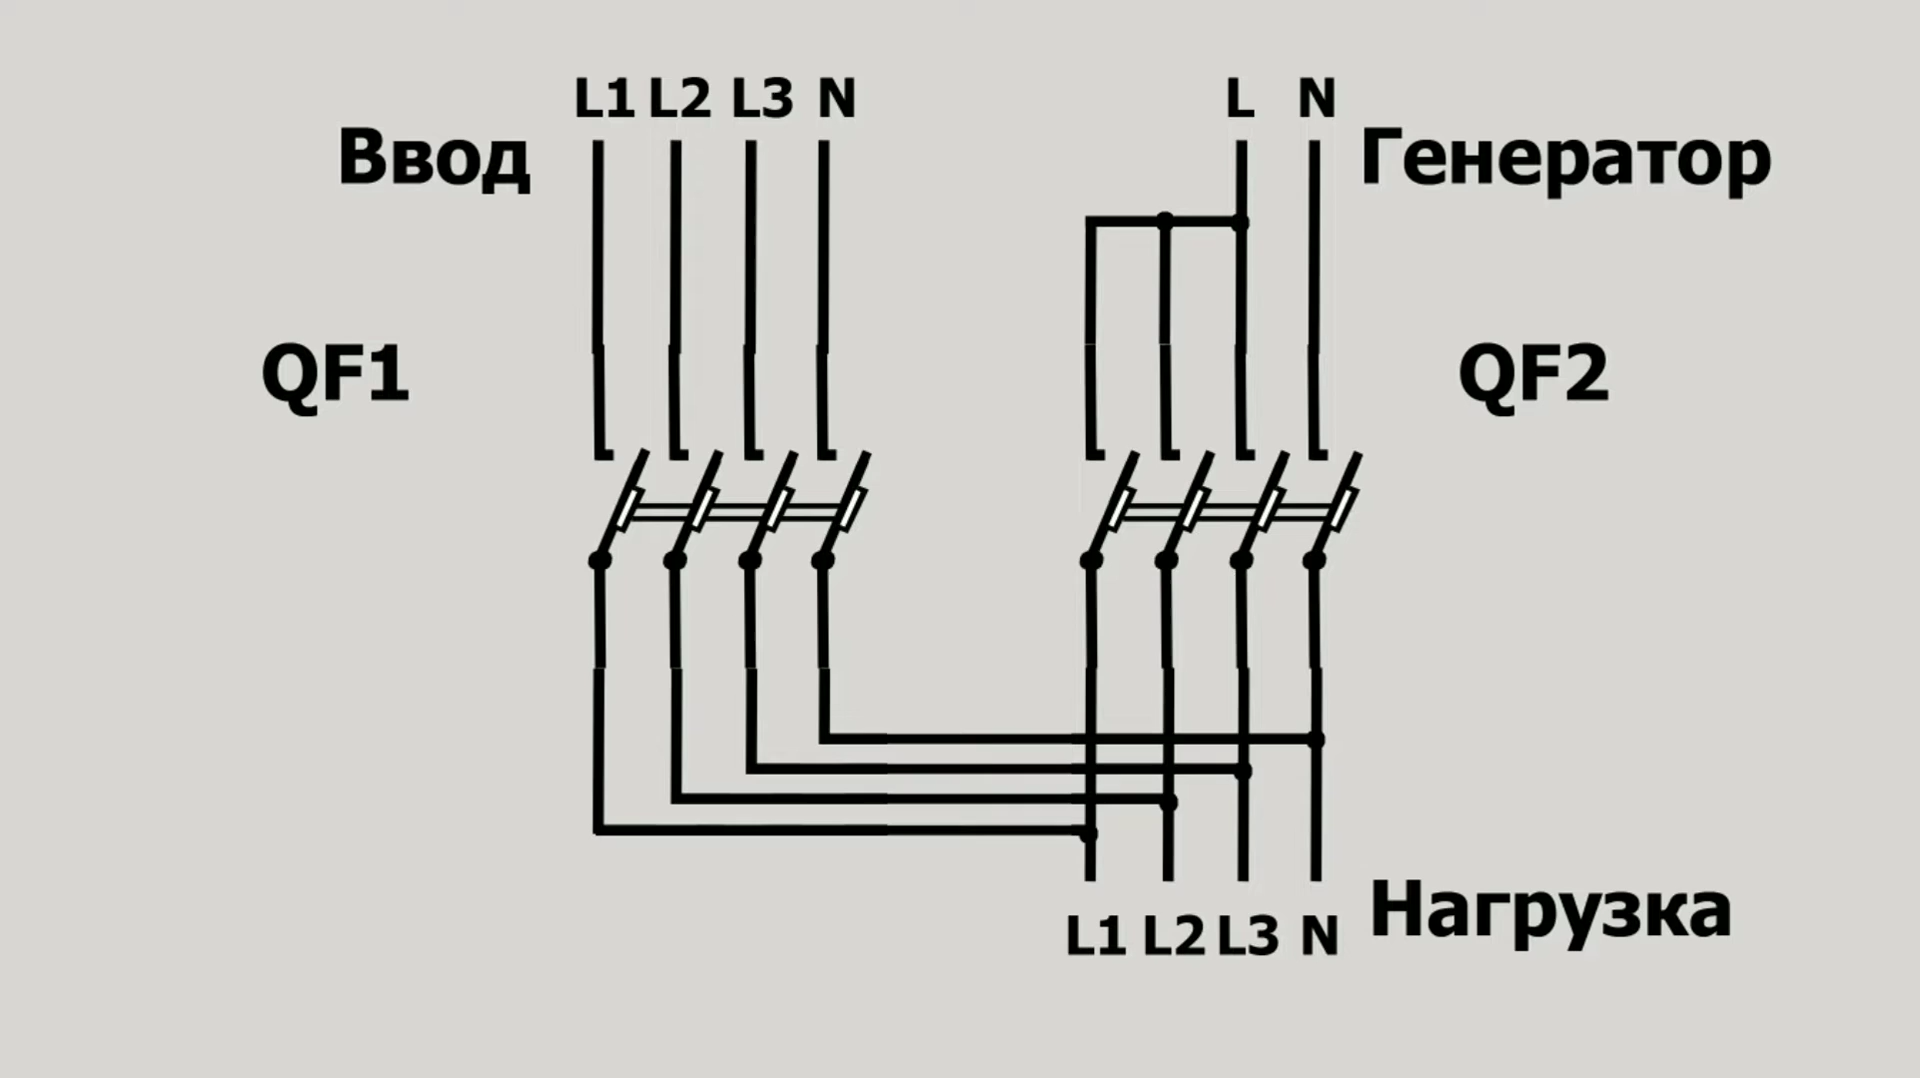 L1 L2 L3 N
L N
Ввод
Генератор
QF1
QF2
L1 L2 L3 N
Нагрузка